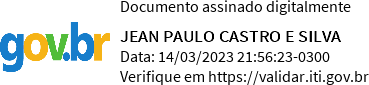 Documento assinado digitalmente
gov.br
JEAN PAULO CASTRO E SILVA
Data: 14/03/2023 21:56:23-0300
Verifique em https://validar.iti.gov.br